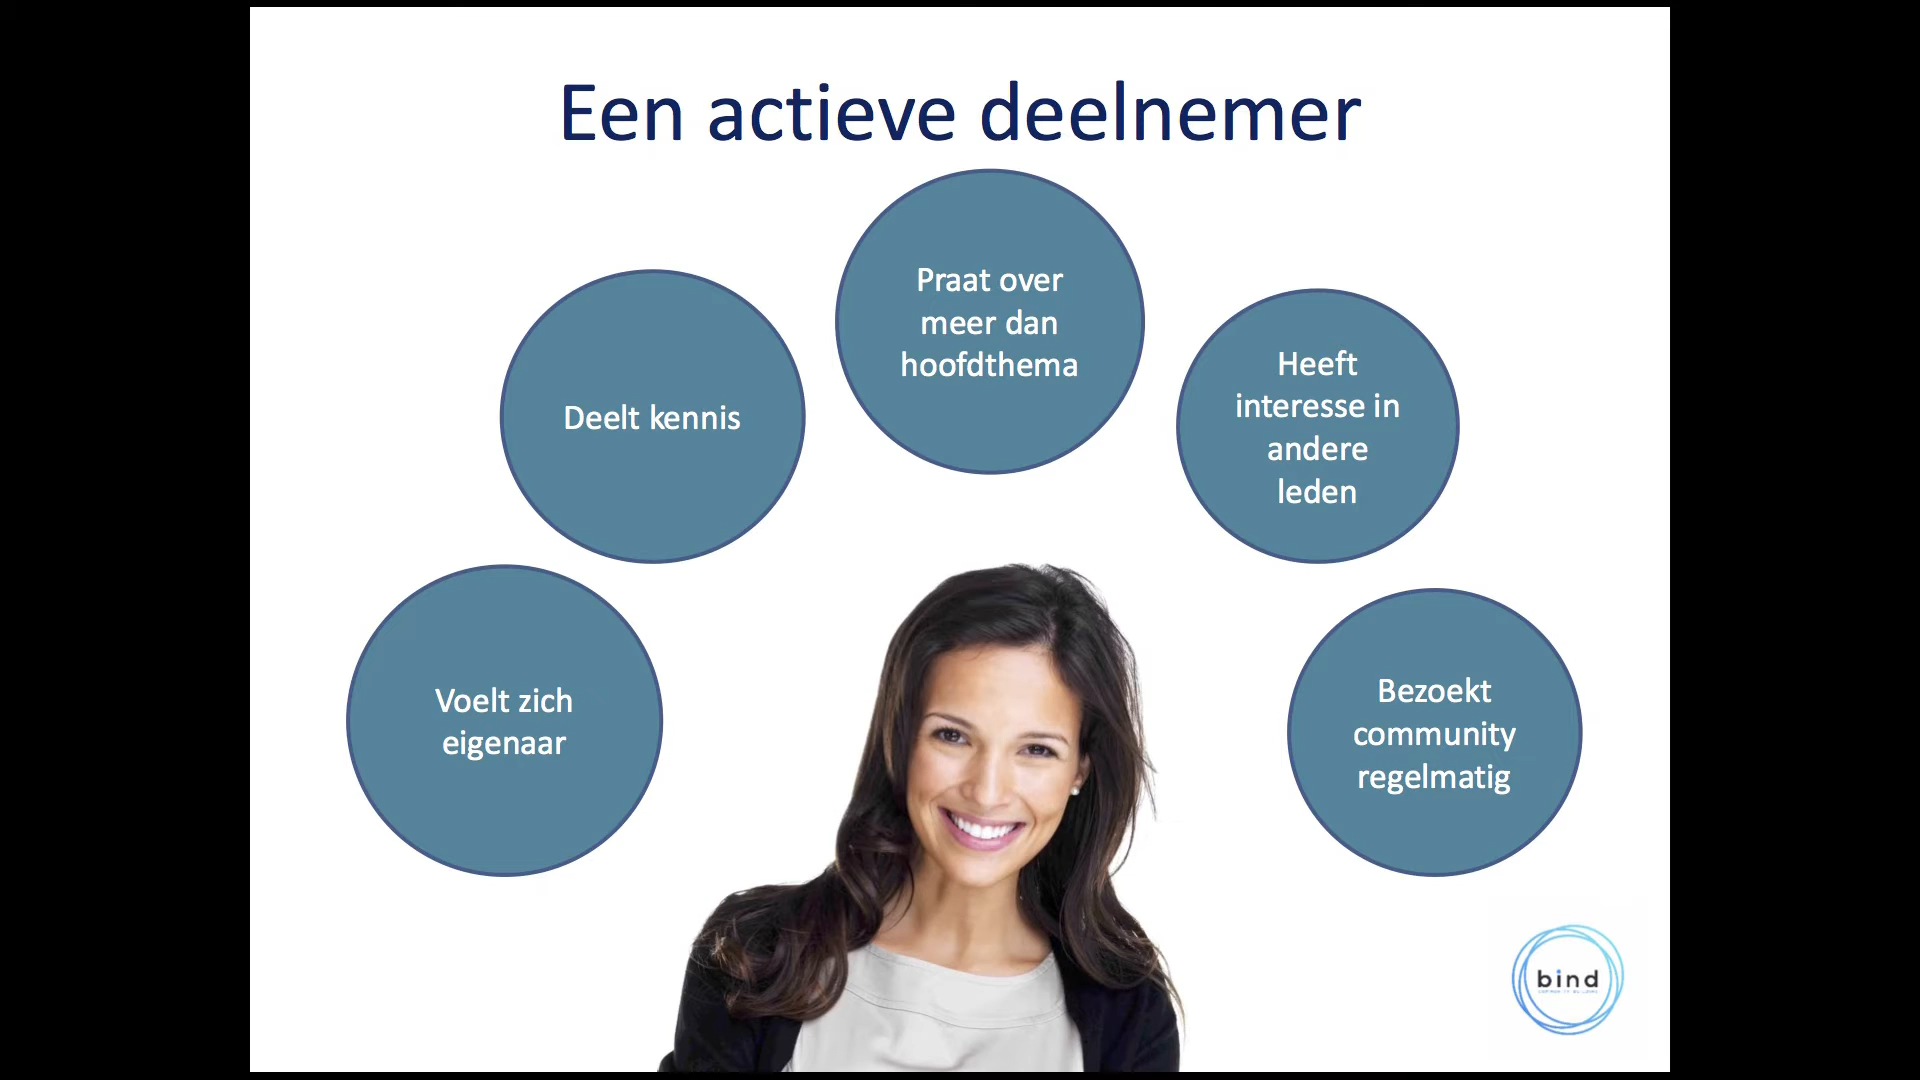 Een actieve deelnemer
Praat over
meer dan
hoofdthema
Deelt kennis
Heeft
interesse in
andere
leden
Voelt zich
eigenaar
Bezoekt
community
regelmatig
bind